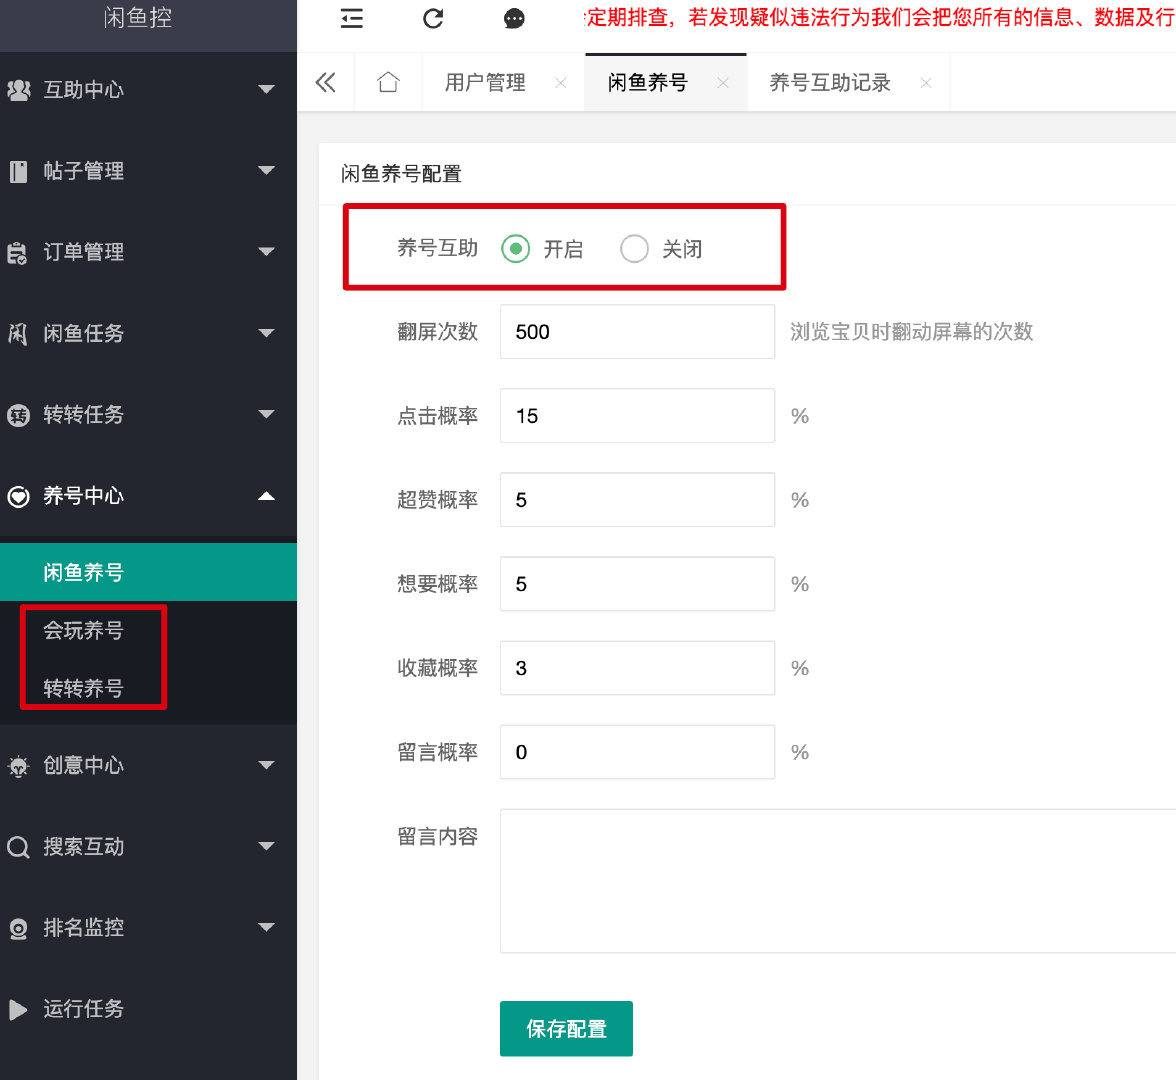 闲鱼控
定期排查，若发现疑似违法行为我们会把您所有的信息、数据及行
用户管理
闲鱼养号
养号互助记录
互助中心
帖子管理
订单管理
闲鱼任务
转转任务
养号中心
闲鱼养号
会玩养号
转转养号
创意中心
搜索互动
排名监控
运行任务
闲鱼养号配置
养号互助 开启 关闭
翻屏次数 500 浏览宝贝时翻动屏幕的次数
点击概率 15 %
超赞概率 5 %
想要概率 5 %
收藏概率 3 %
留言概率 0 %
留言内容
保存配置